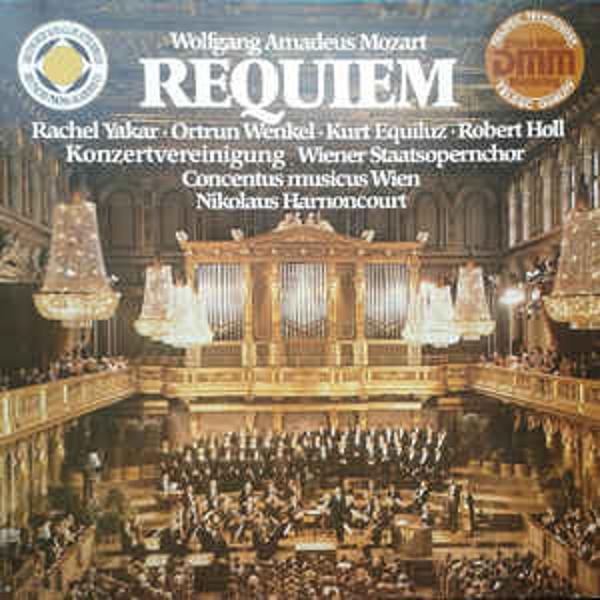 Wolfgang Amadeus Mozart
REQUIEM
DMM
Rachel Yakar · Ortrun Wenkel · Kurt Equiluz · Robert Holl
Konzertvereinigung Wiener Staatsopernchor
Concentus musicus Wien
Nikolaus Harnoncourt